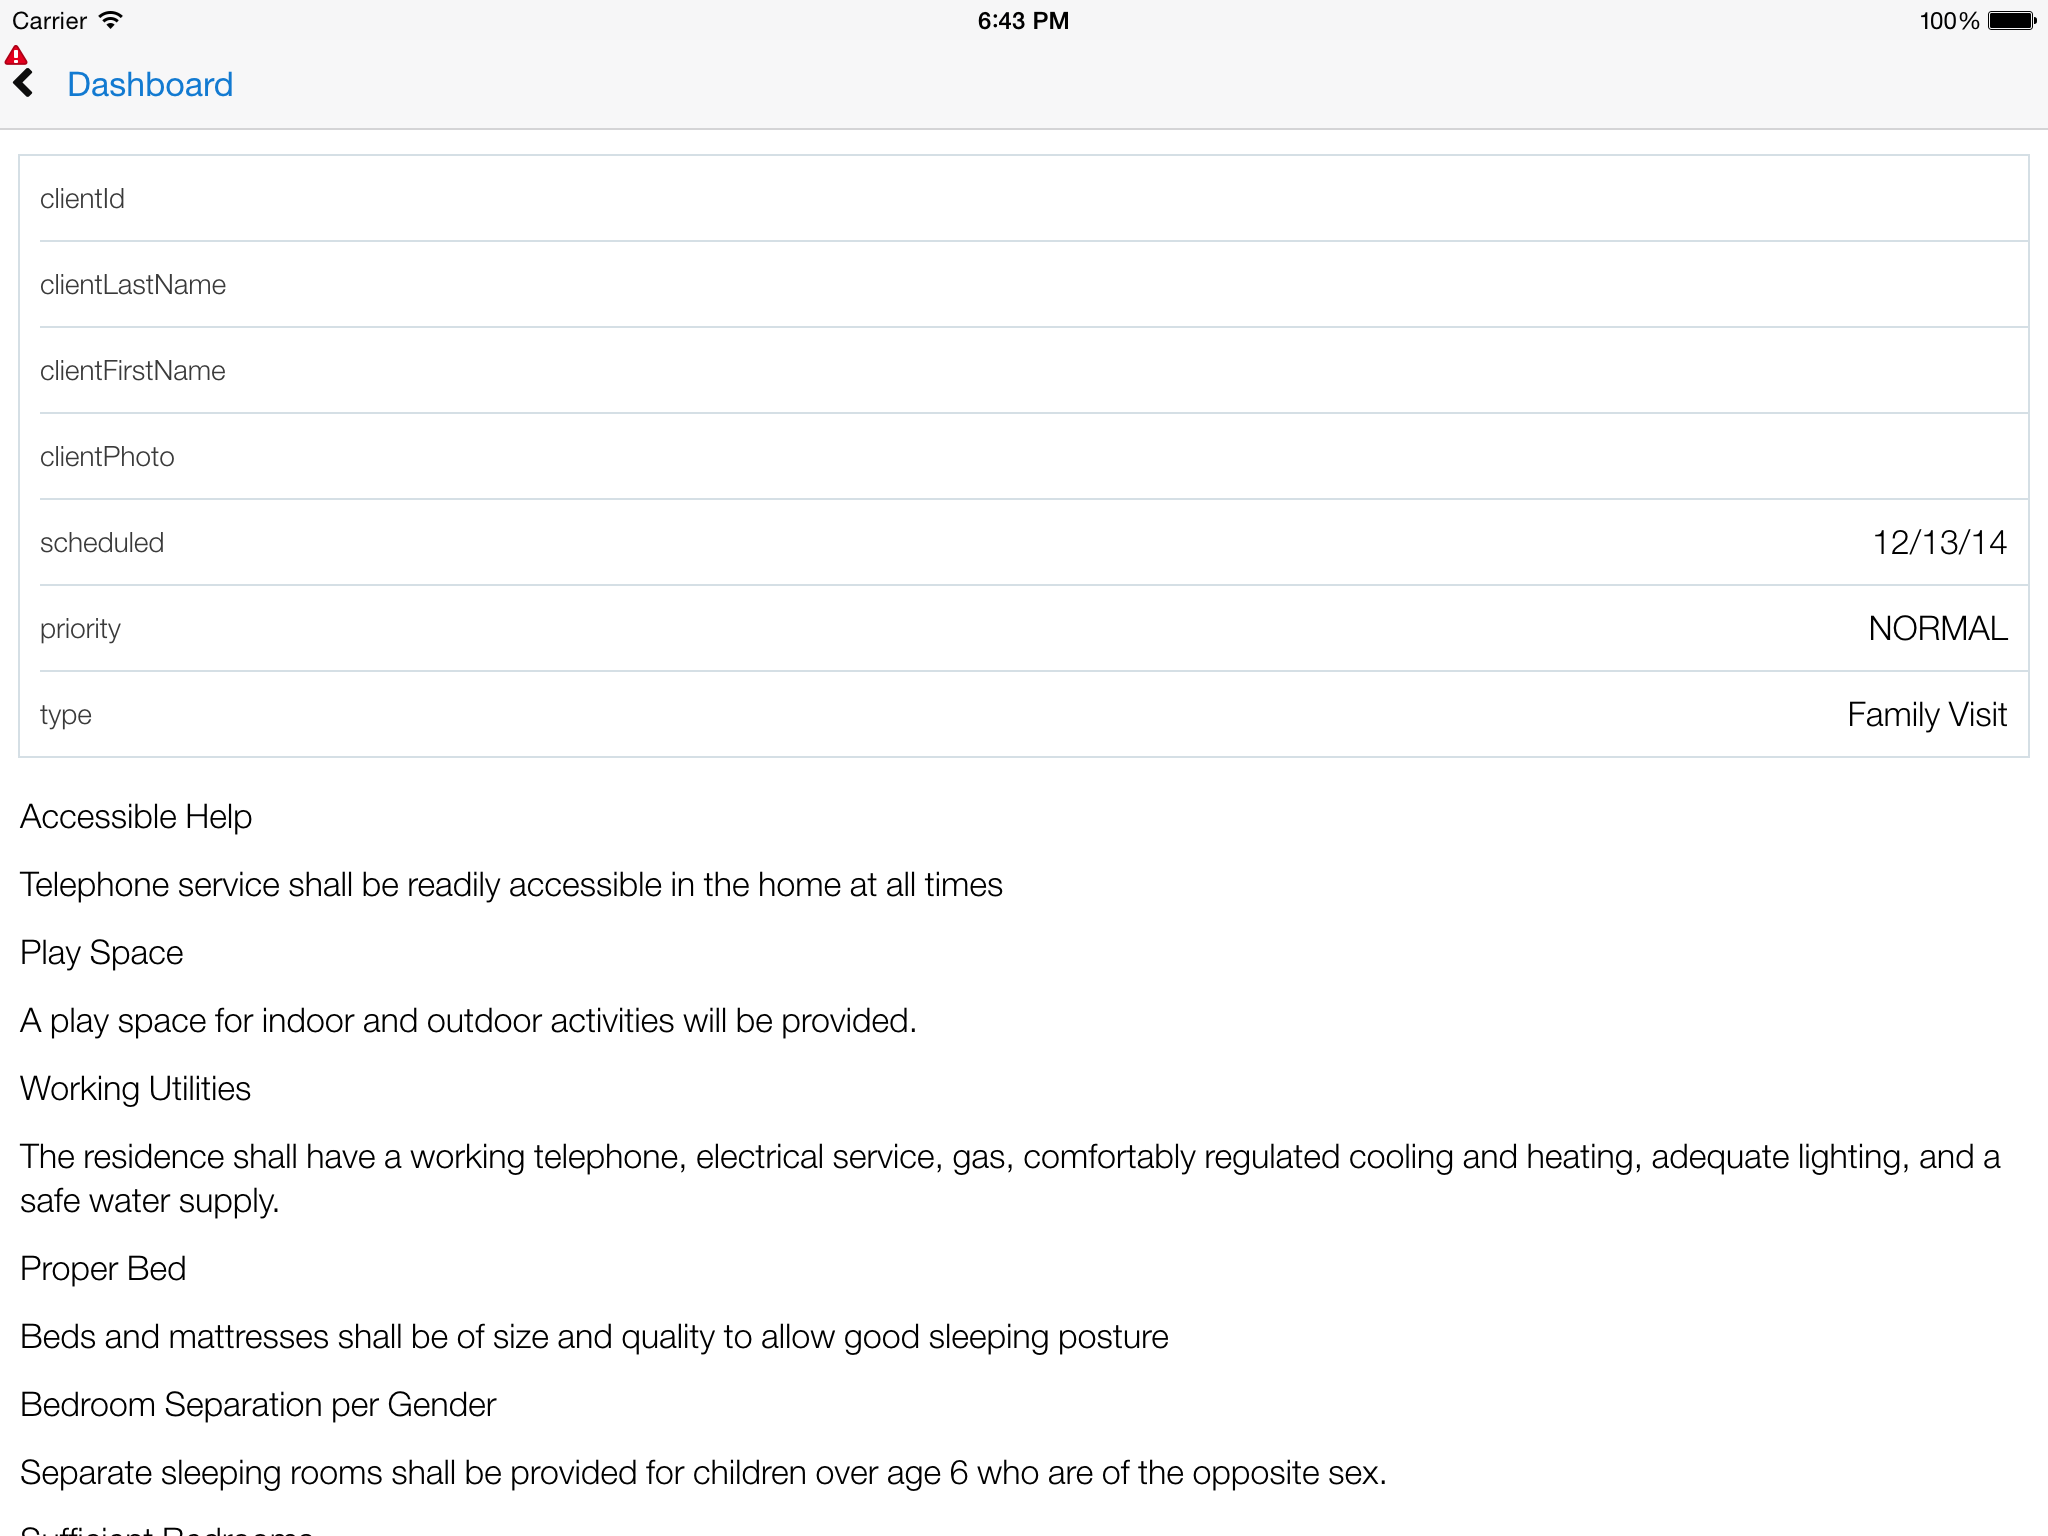 Carrier 6:43 PM 100%
Dashboard
clientId
clientLastName
clientFirstName
clientPhoto
scheduled 12/13/14
priority NORMAL
type Family Visit
Accessible Help
Telephone service shall be readily accessible in the home at all times
Play Space
A play space for indoor and outdoor activities will be provided.
Working Utilities
The residence shall have a working telephone, electrical service, gas, comfortably regulated cooling and heating, adequate lighting, and a
safe water supply.
Proper Bed
Beds and mattresses shall be of size and quality to allow good sleeping posture
Bedroom Separation per Gender
Separate sleeping rooms shall be provided for children over age 6 who are of the opposite sex.
Sufficient Bedrooms